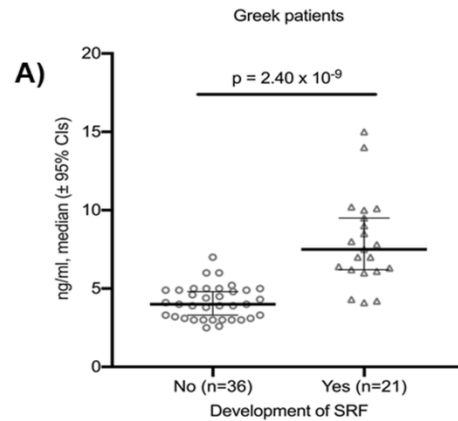 Greek patients
A)
p = 2.40 x 10-9
20
15
10
5
0
ng/ml, median (± 95% CIs)
No (n=36) Yes (n=21)
Development of SRF